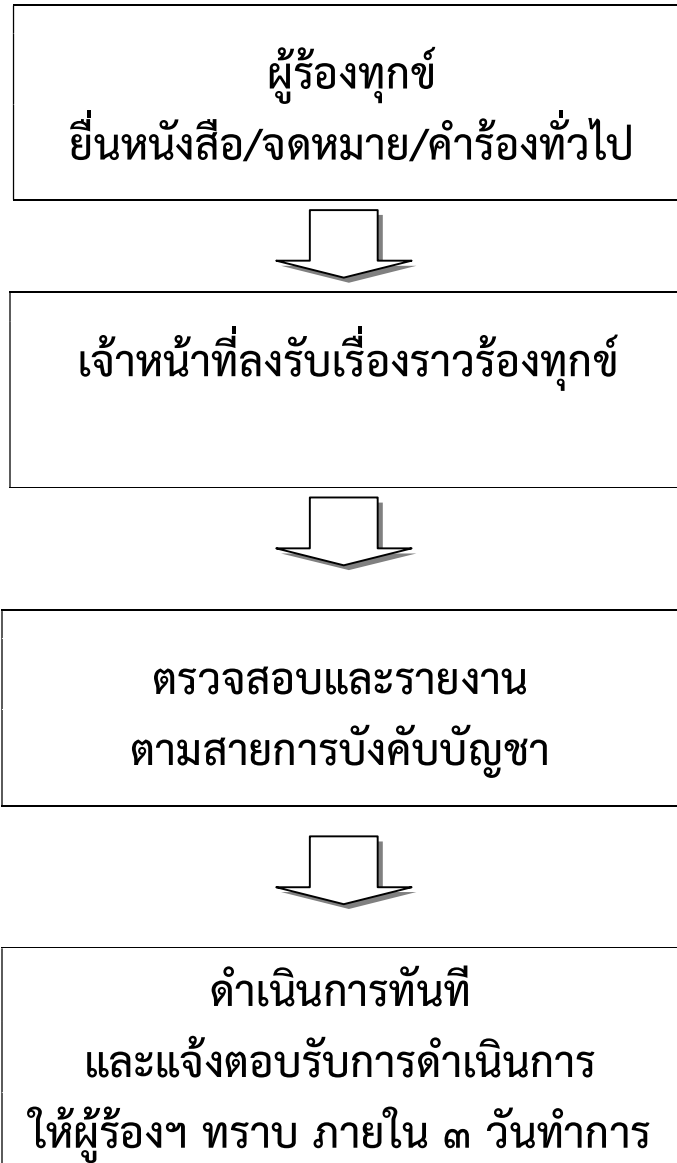 ผู้ร้องทุกข์
ยื่นหนังสือ/จดหมาย/คำร้องทั่วไป
เจ้าหน้าที่ลงรับเรื่องราวร้องทุกข์
ตรวจสอบและรายงาน
ตามสายการบังคับบัญชา
ดำเนินการทันที
และแจ้งตอบรับการดำเนินการ
ให้ผู้ร้องฯ ทราบ ภายใน ๓ วันทำการ